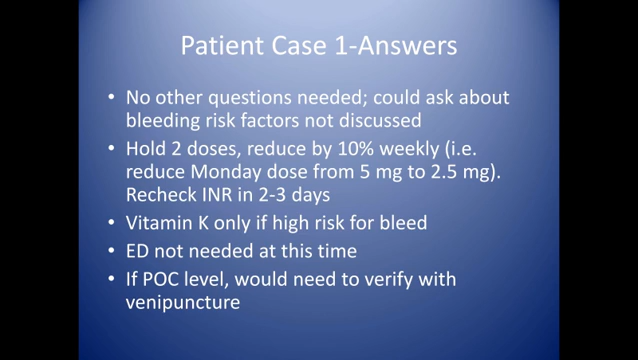 Patient Case 1-Answers
• No other questions needed; could ask about
bleeding risk factors not discussed
• Hold 2 doses, reduce by 10% weekly (i.e.
reduce Monday dose from 5 mg to 2.5 mg).
Recheck INR in 2-3 days
• Vitamin K only if high risk for bleed
• ED not needed at this time
• If POC level, would need to verify with
venipuncture